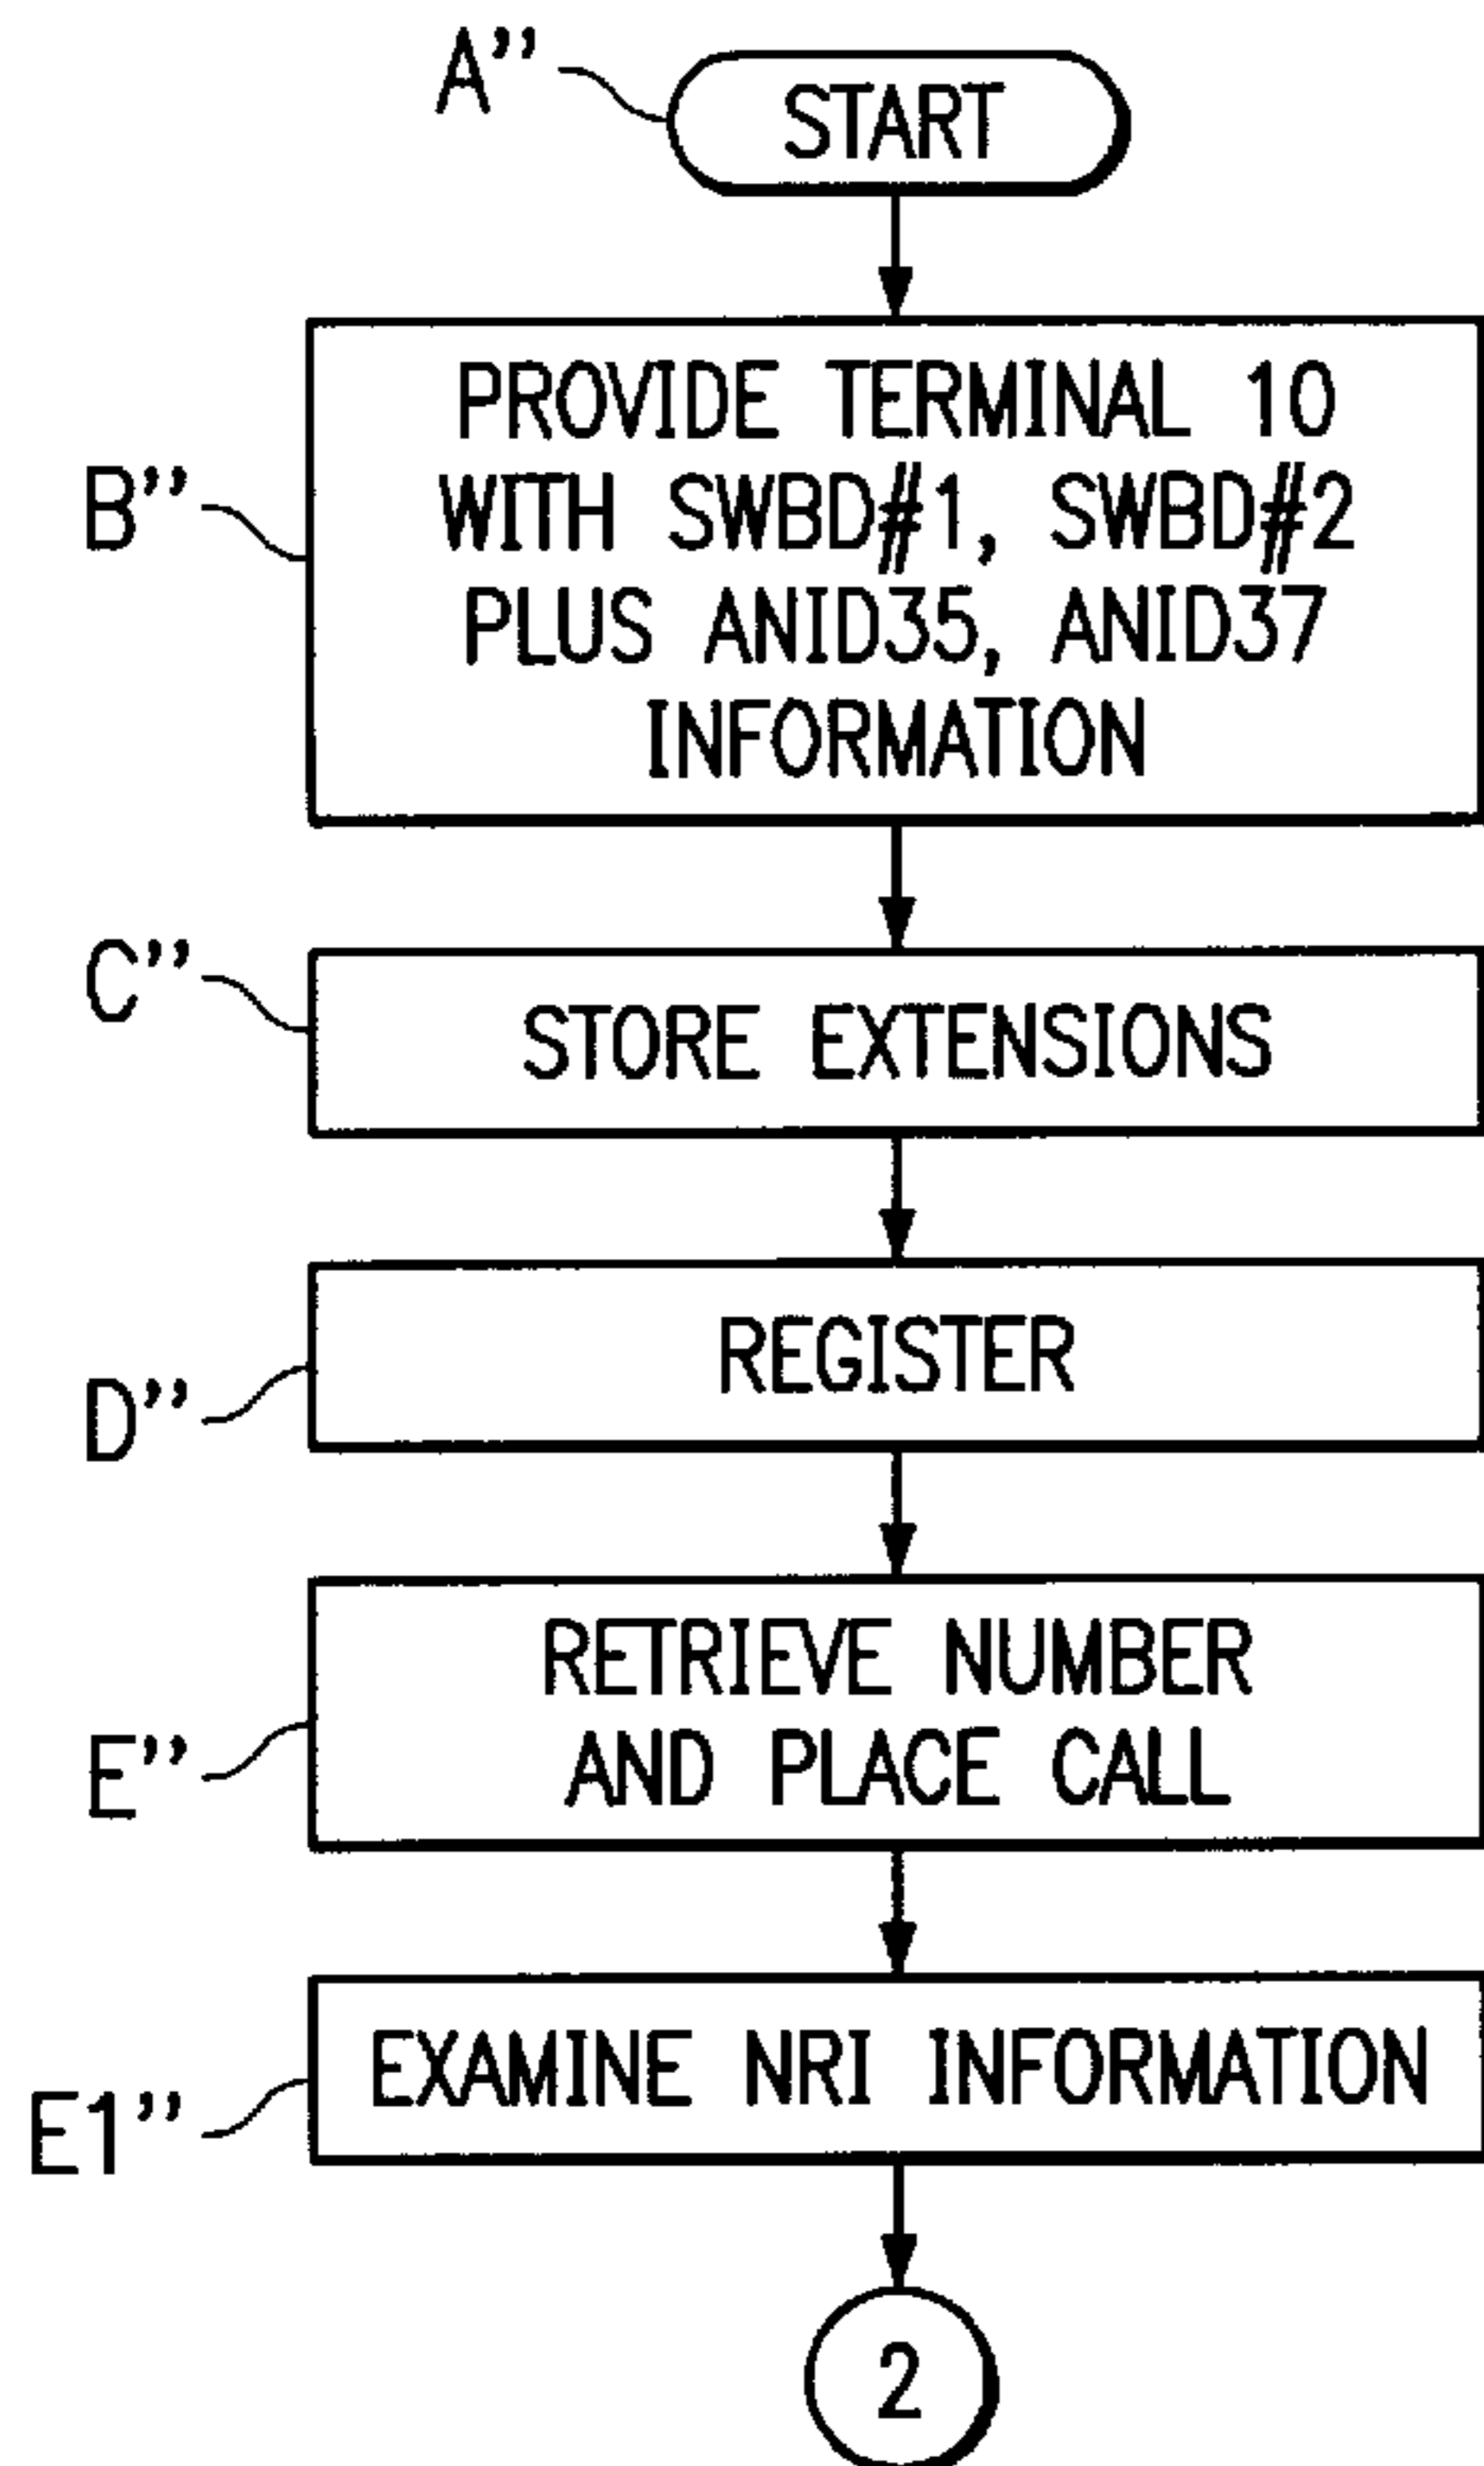 A”
START
B”
PROVIDE TERMINAL 10
WITH SWBD#1, SWBD#2
PLUS ANID35, ANID37
INFORMATION
C”
STORE EXTENSIONS
D”
REGISTER
E”
RETRIEVE NUMBER
AND PLACE CALL
E1”
EXAMINE NRI INFORMATION
2